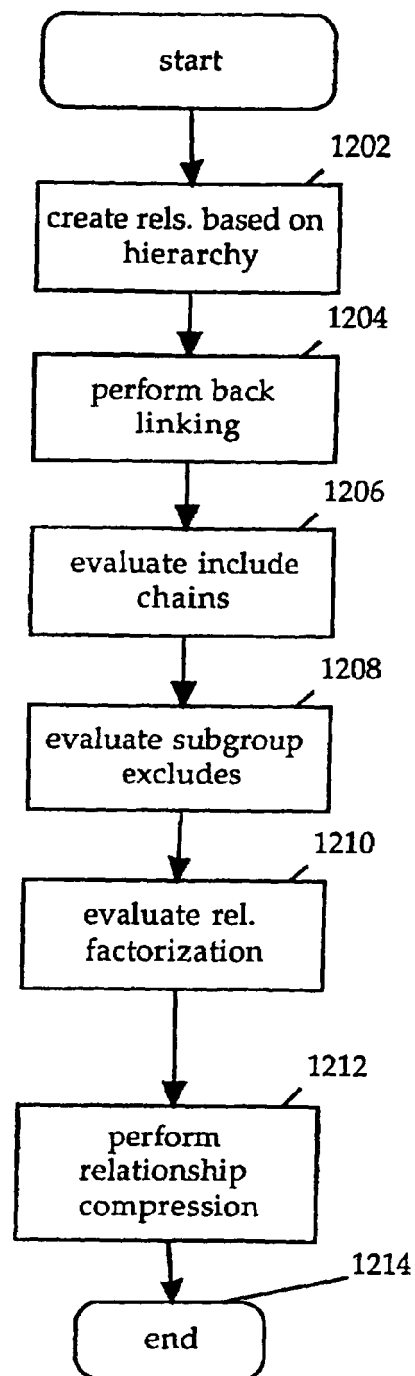 start
1202
create rels. based on
hierarchy
1204
perform back
linking
1206
evaluate include
chains
1208
evaluate subgroup
excludes
1210
evaluate rel.
factorization
1212
perform
relationship
compression
1214
end